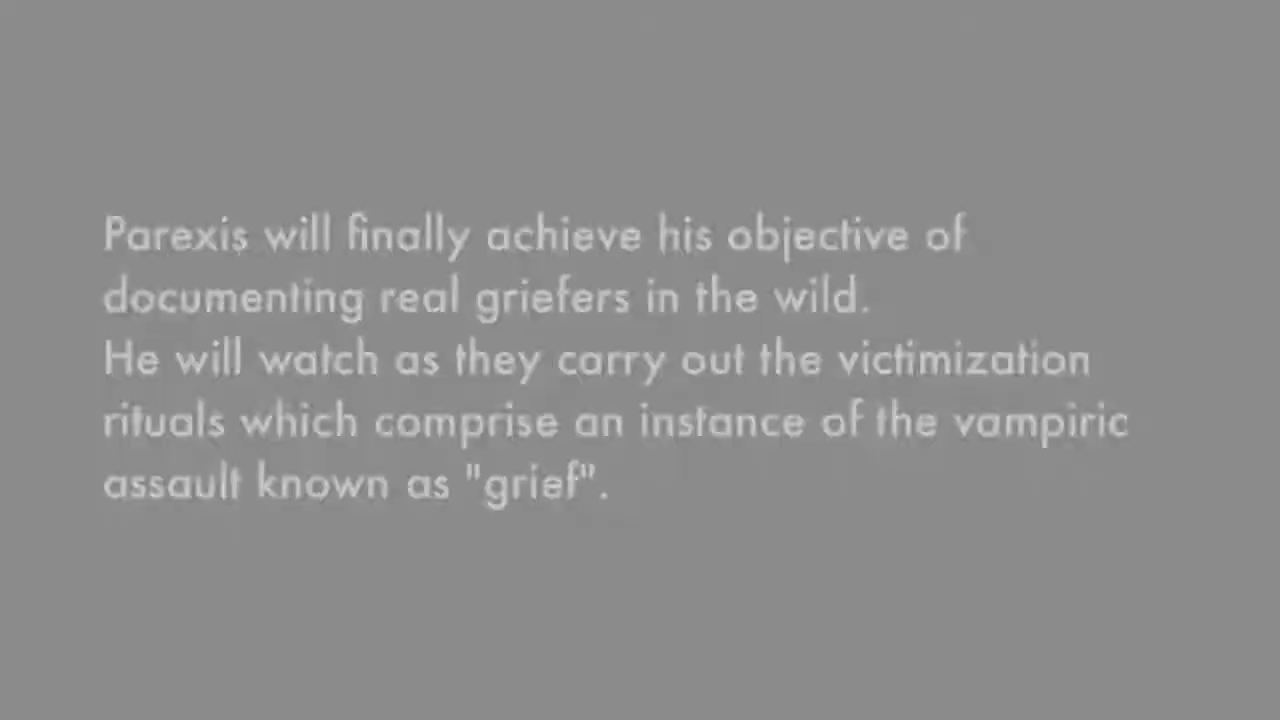 Parexis will finally achieve his objective of
documenting real griefers in the wild.
He will watch as they carry out the victimization
rituals which comprise an instance of the vampiric
assault known as "grief".